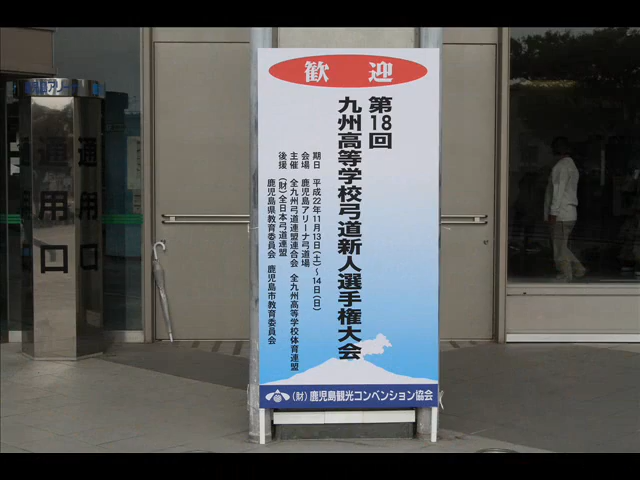 歓迎
第18回
九州高等学校弓道新人選手権大会
期日 平成22年11月13日(土)~14日(日)
会場 鹿児島アリーナ弓道場
主催 全九州弓道連盟連合会 全九州高等学校体育連盟
後援 (財)全日本弓道連盟
鹿児島県教育委員会 鹿児島市教育委員会
(財)鹿児島観光コンベンション協会
通用口
通用口